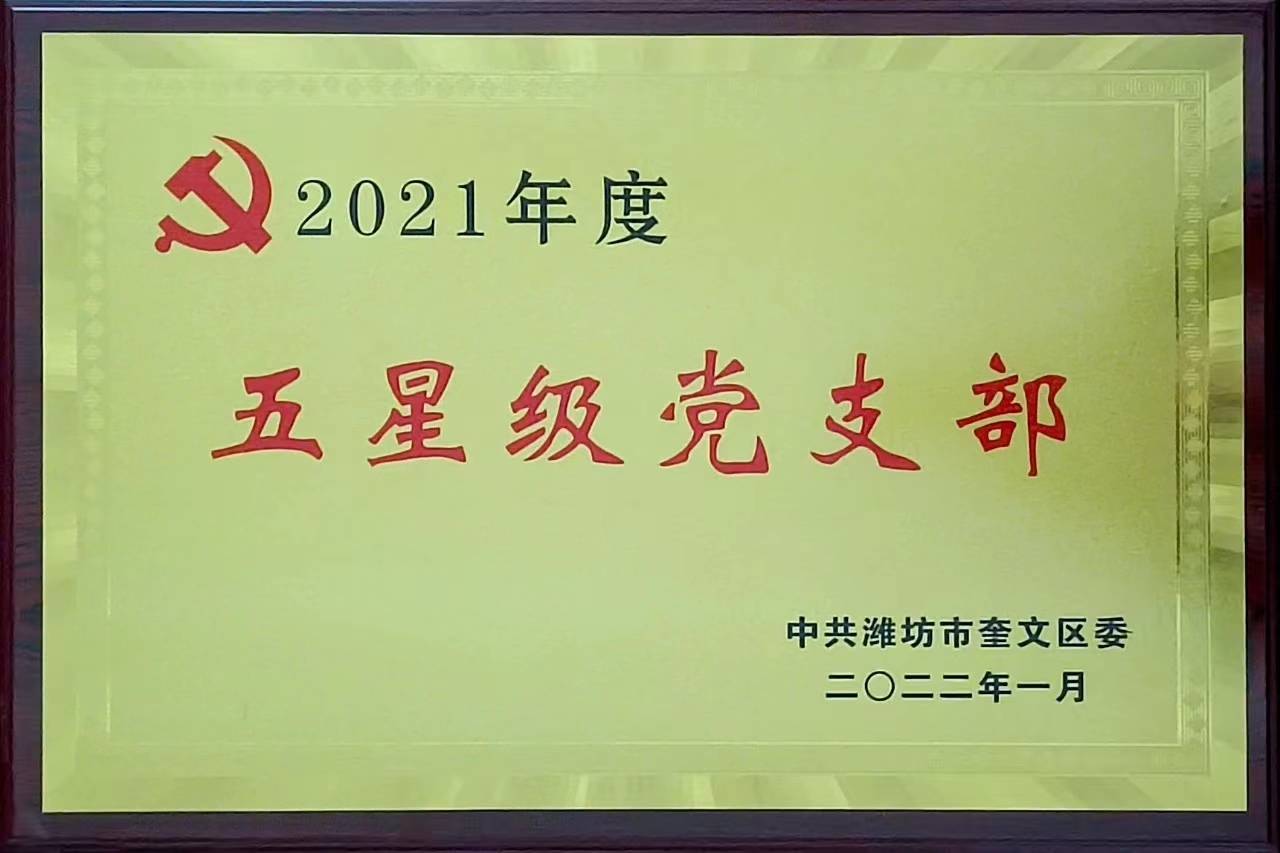 2021年度
五星级党支部
中共潍坊市奎文区委
二〇二二年一月